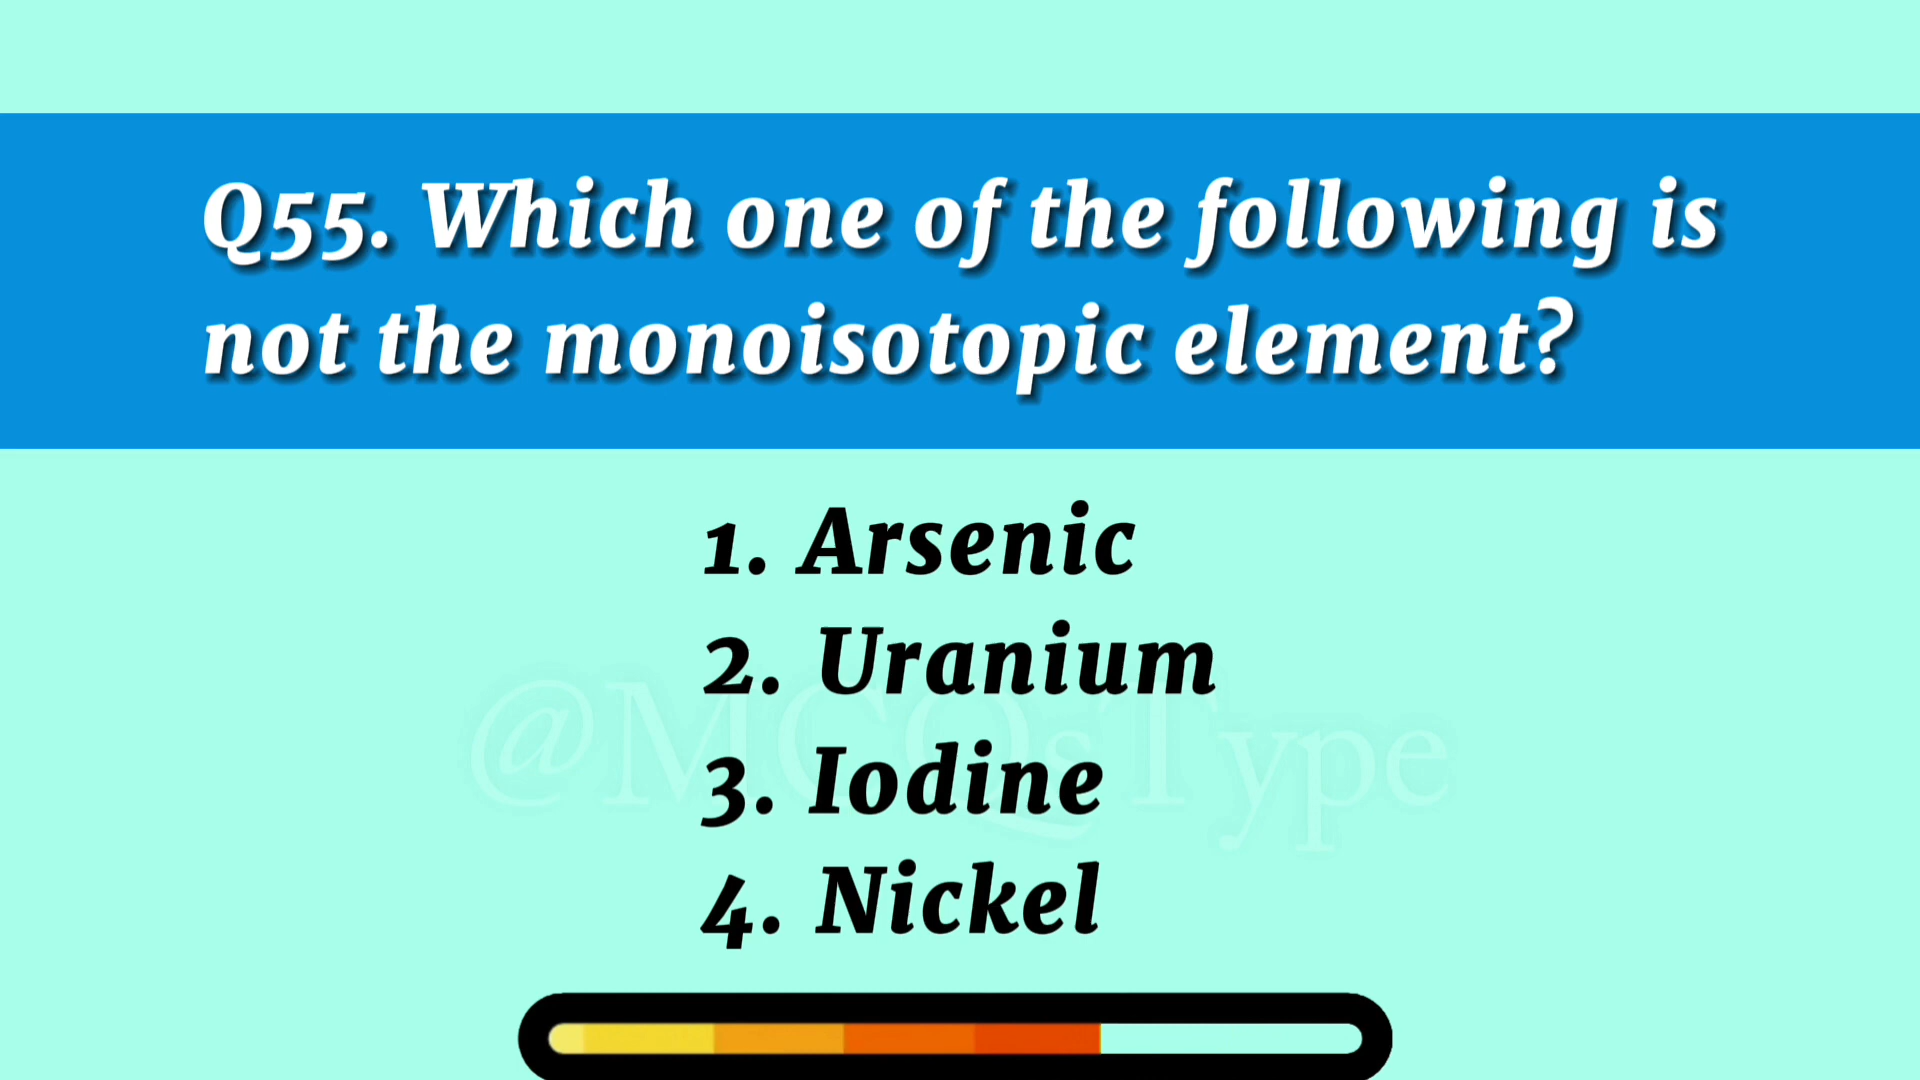 Q55. Which one of the following is
not the monoisotopic element?
1. Arsenic
2. Uranium
@MCQsType
3. Iodine
4. Nickel